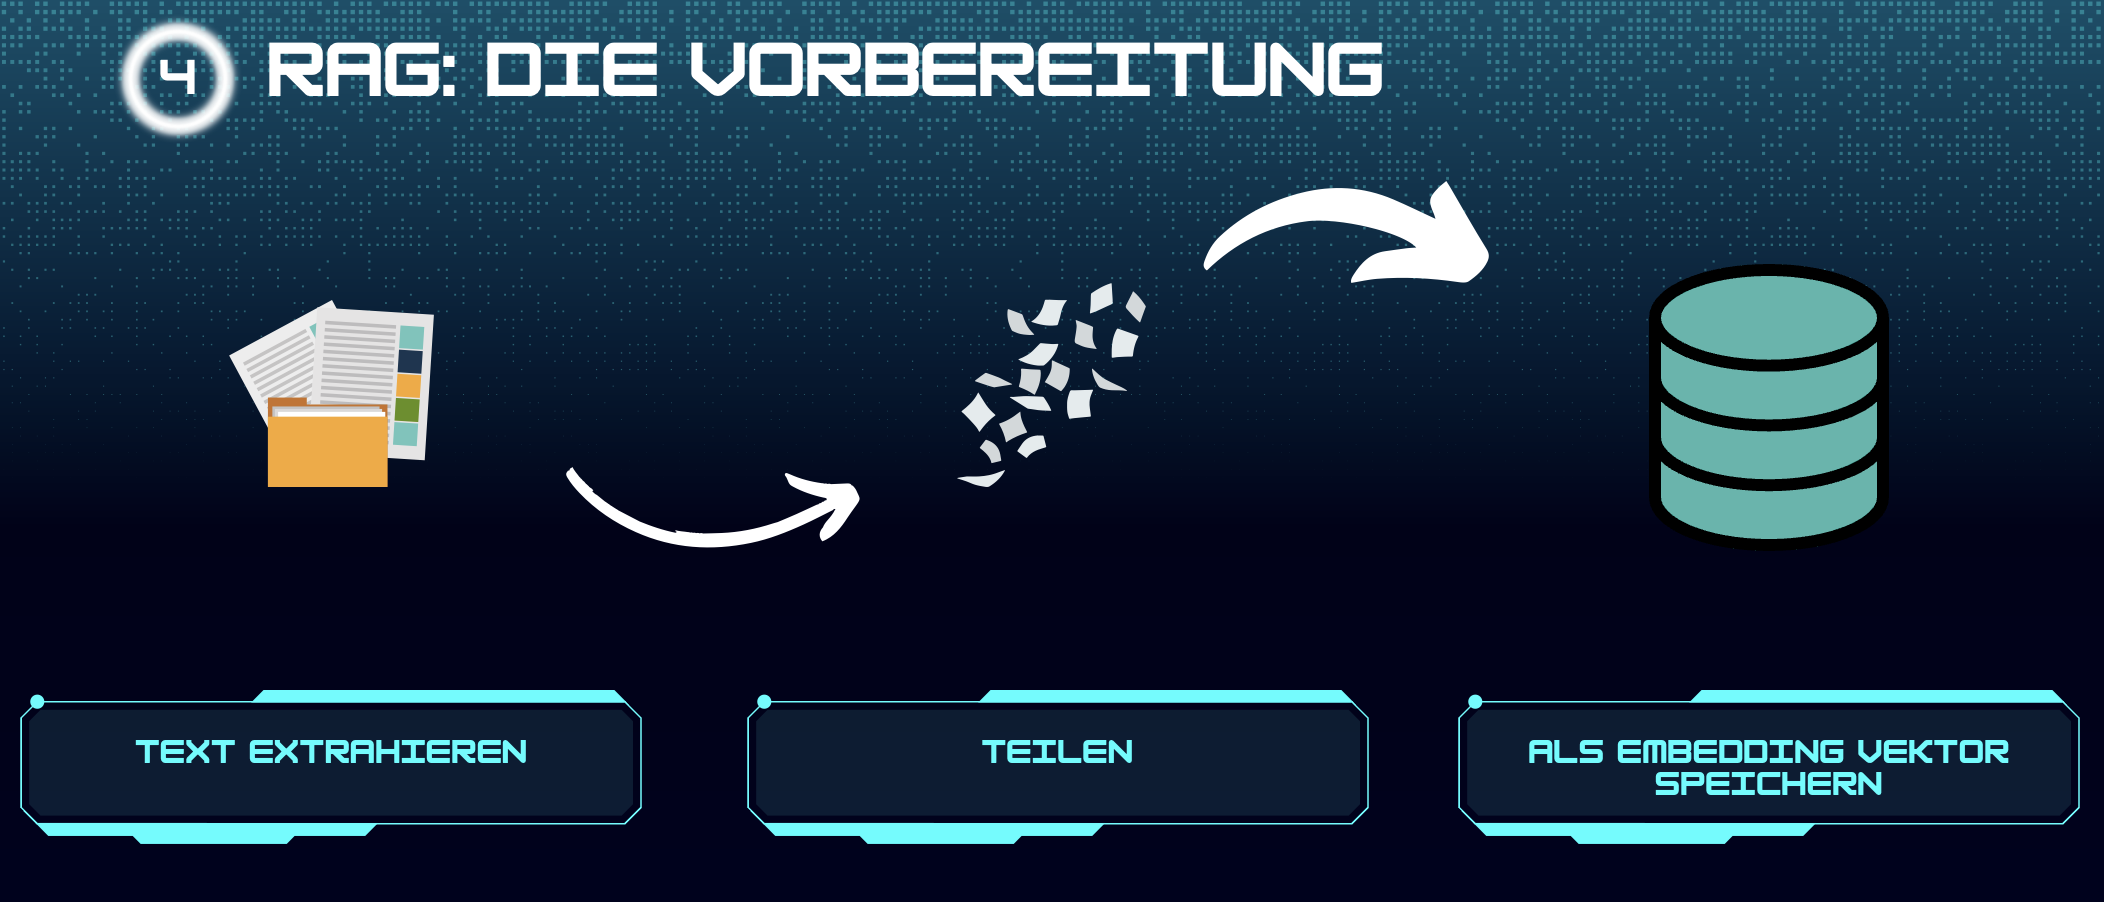 4
RAG: DIE VORBEREITUNG
TEXT EXTRAHIEREN
TEILEN
ALS EMBEDDING VEKTOR
SPEICHERN